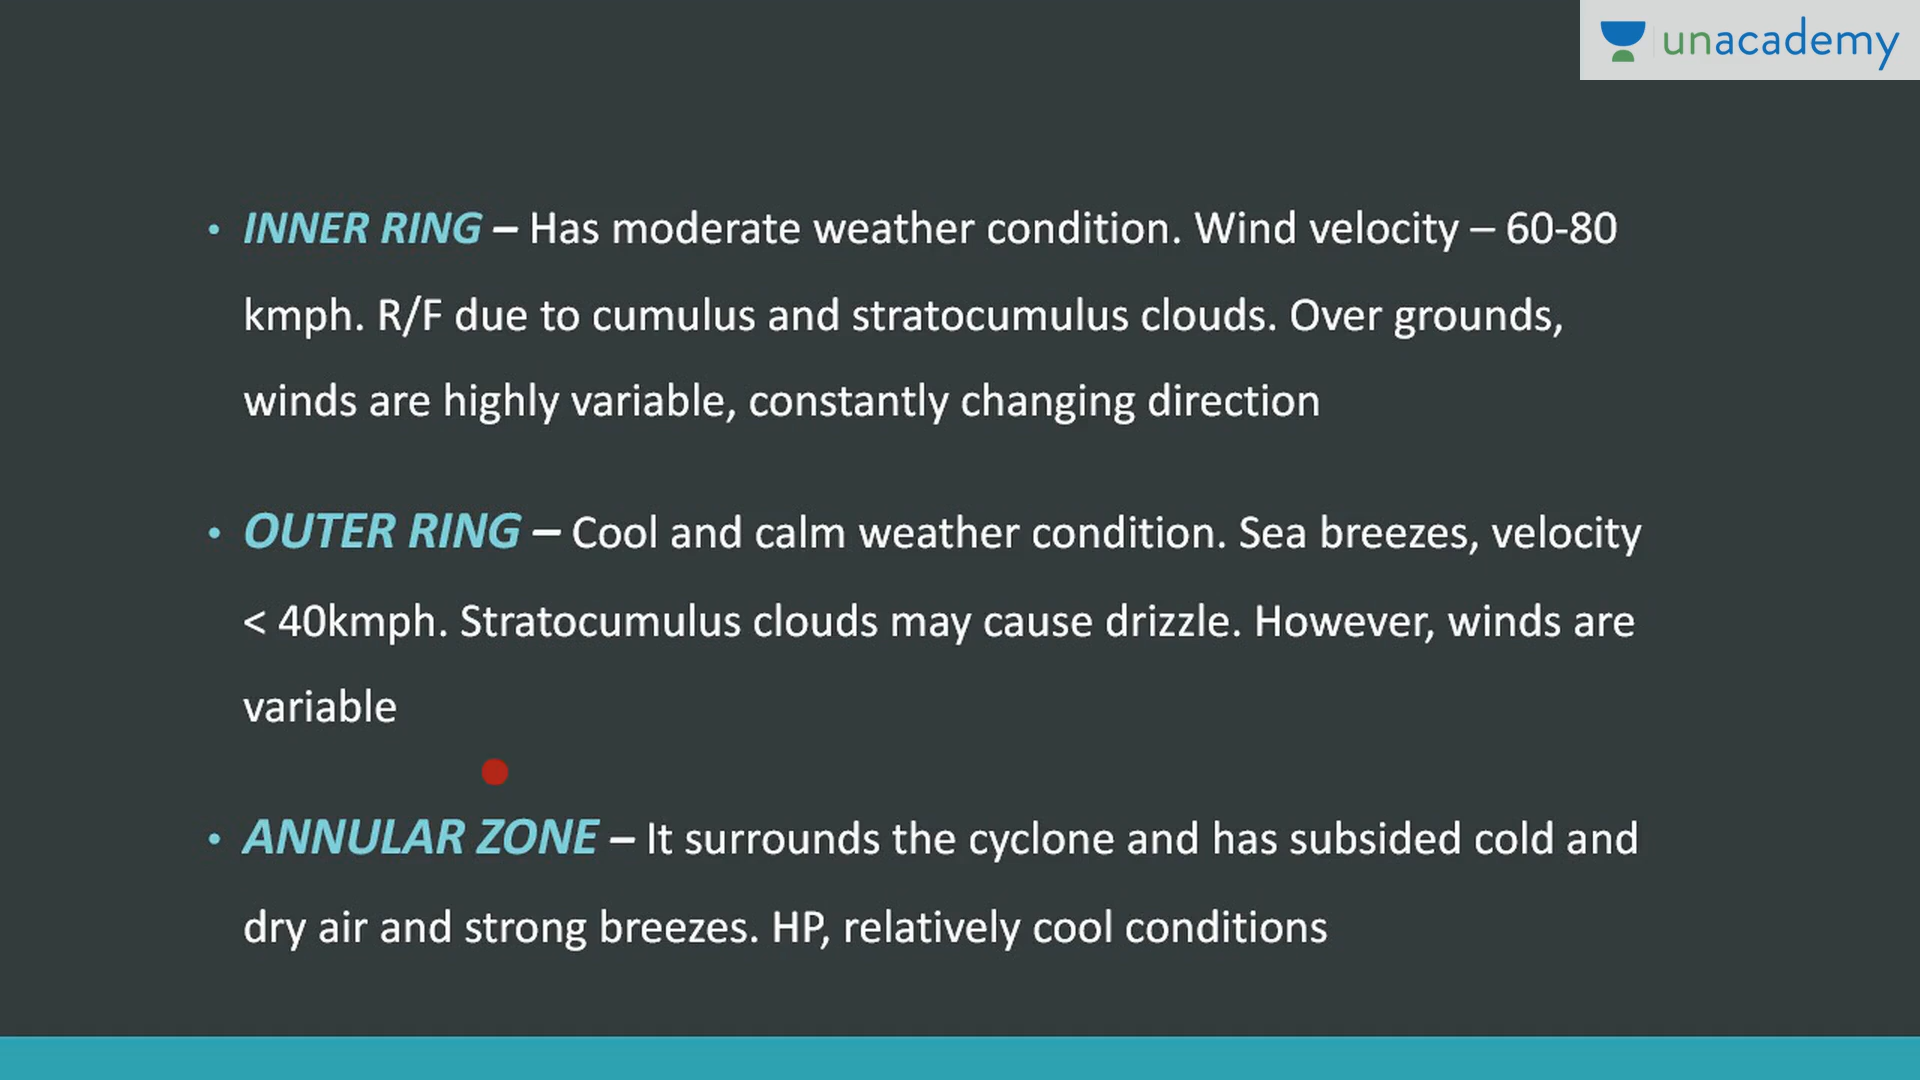 unacademy
• INNER RING – Has moderate weather condition. Wind velocity – 60-80
kmph. R/F due to cumulus and stratocumulus clouds. Over grounds,
winds are highly variable, constantly changing direction
• OUTER RING – Cool and calm weather condition. Sea breezes, velocity
< 40kmph. Stratocumulus clouds may cause drizzle. However, winds are
variable
• ANNULAR ZONE – It surrounds the cyclone and has subsided cold and
dry air and strong breezes. HP, relatively cool conditions